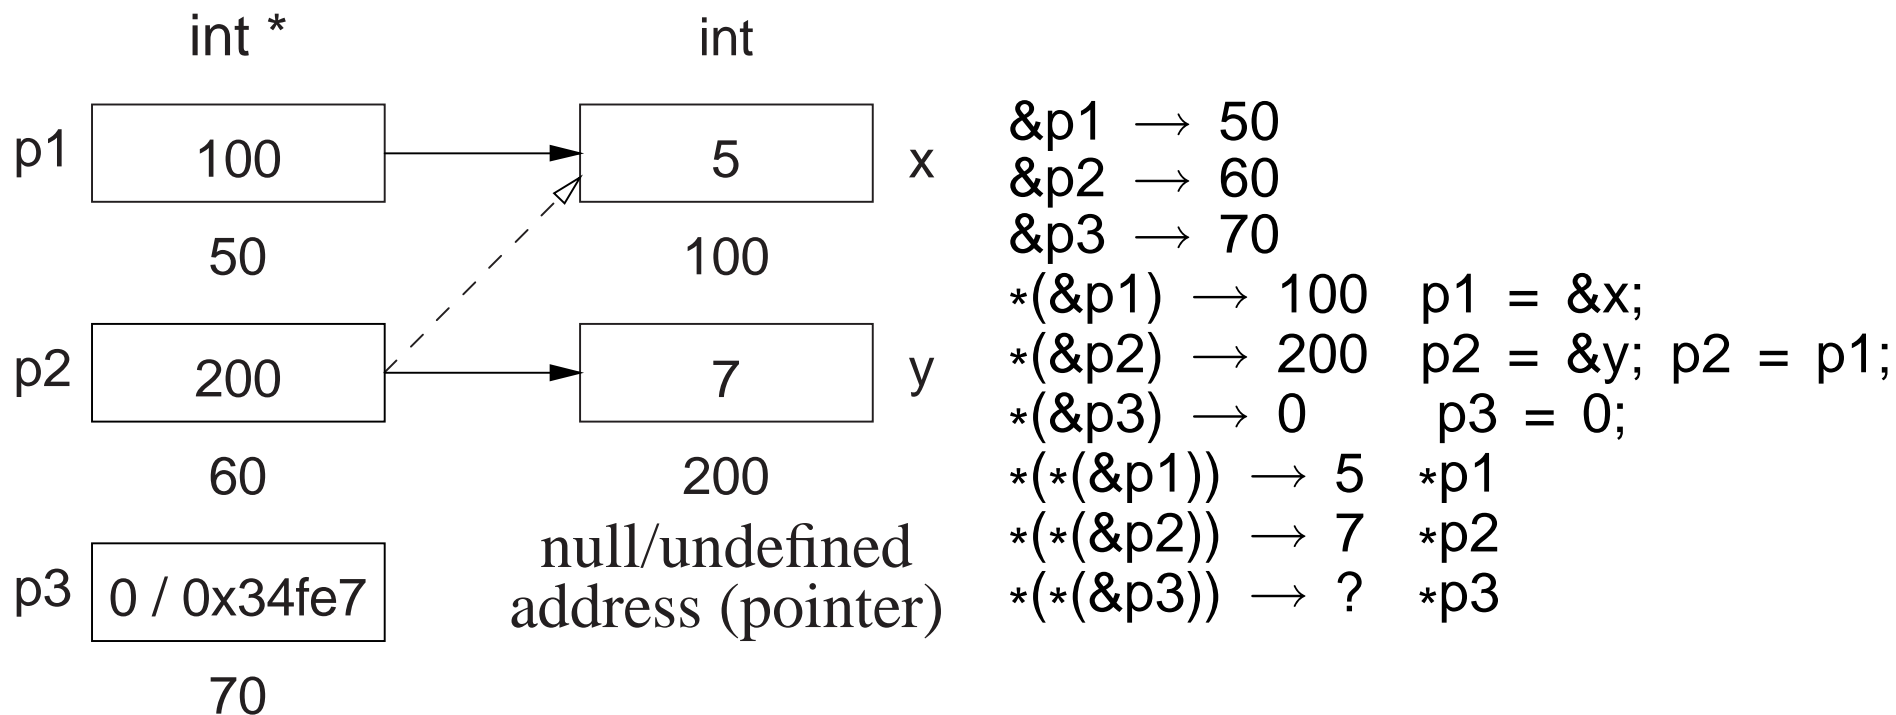 int * int
p1 100 5 x
50 100
p2 200 7 y
60 200
p3 0 / 0x34fe7 null/undefined
address (pointer)
70
&p1 → 50
&p2 → 60
&p3 → 70
*(&p1) → 100 p1 = &x;
*(&p2) → 200 p2 = &y; p2 = p1;
*(&p3) → 0 p3 = 0;
*(*(&p1)) → 5 *p1
*(*(&p2)) → 7 *p2
*(*(&p3)) → ? *p3